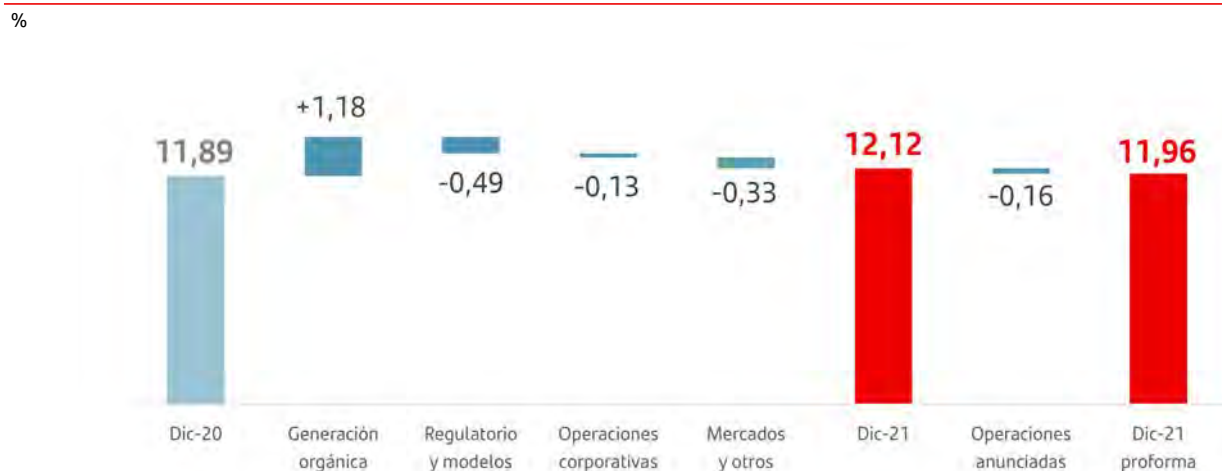 %
+1,18
11,89
-0,49
-0,13
-0,33
12,12
-0,16
11,96
Dic-20
Generación
orgánica
Regulatorio
y modelos
Operaciones
corporativas
Mercados
y otros
Dic-21
Operaciones
anunciadas
Dic-21
proforma